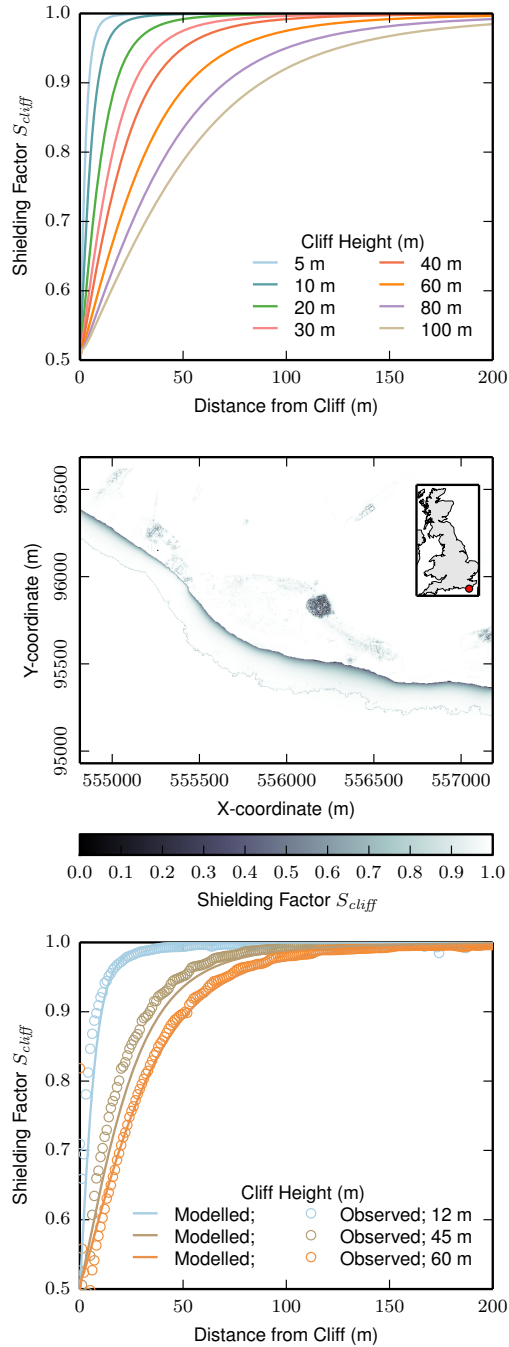 1.0
0.9
0.8
0.7
0.6
0.5
Shielding Factor S_cliff
Cliff Height (m)
5 m 40 m
10 m 60 m
20 m 80 m
30 m 100 m
0 50 100 150 200
Distance from Cliff (m)
96500
96000
95500
95000
Y-coordinate (m)
555000 555500 556000 556500 557000
X-coordinate (m)
0.0 0.1 0.2 0.3 0.4 0.5 0.6 0.7 0.8 0.9 1.0
Shielding Factor S_cliff
1.0
0.9
0.8
0.7
0.6
0.5
Shielding Factor S_cliff
Cliff Height (m)
Modelled; Observed; 12 m
Modelled; Observed; 45 m
Modelled; Observed; 60 m
0 50 100 150 200
Distance from Cliff (m)